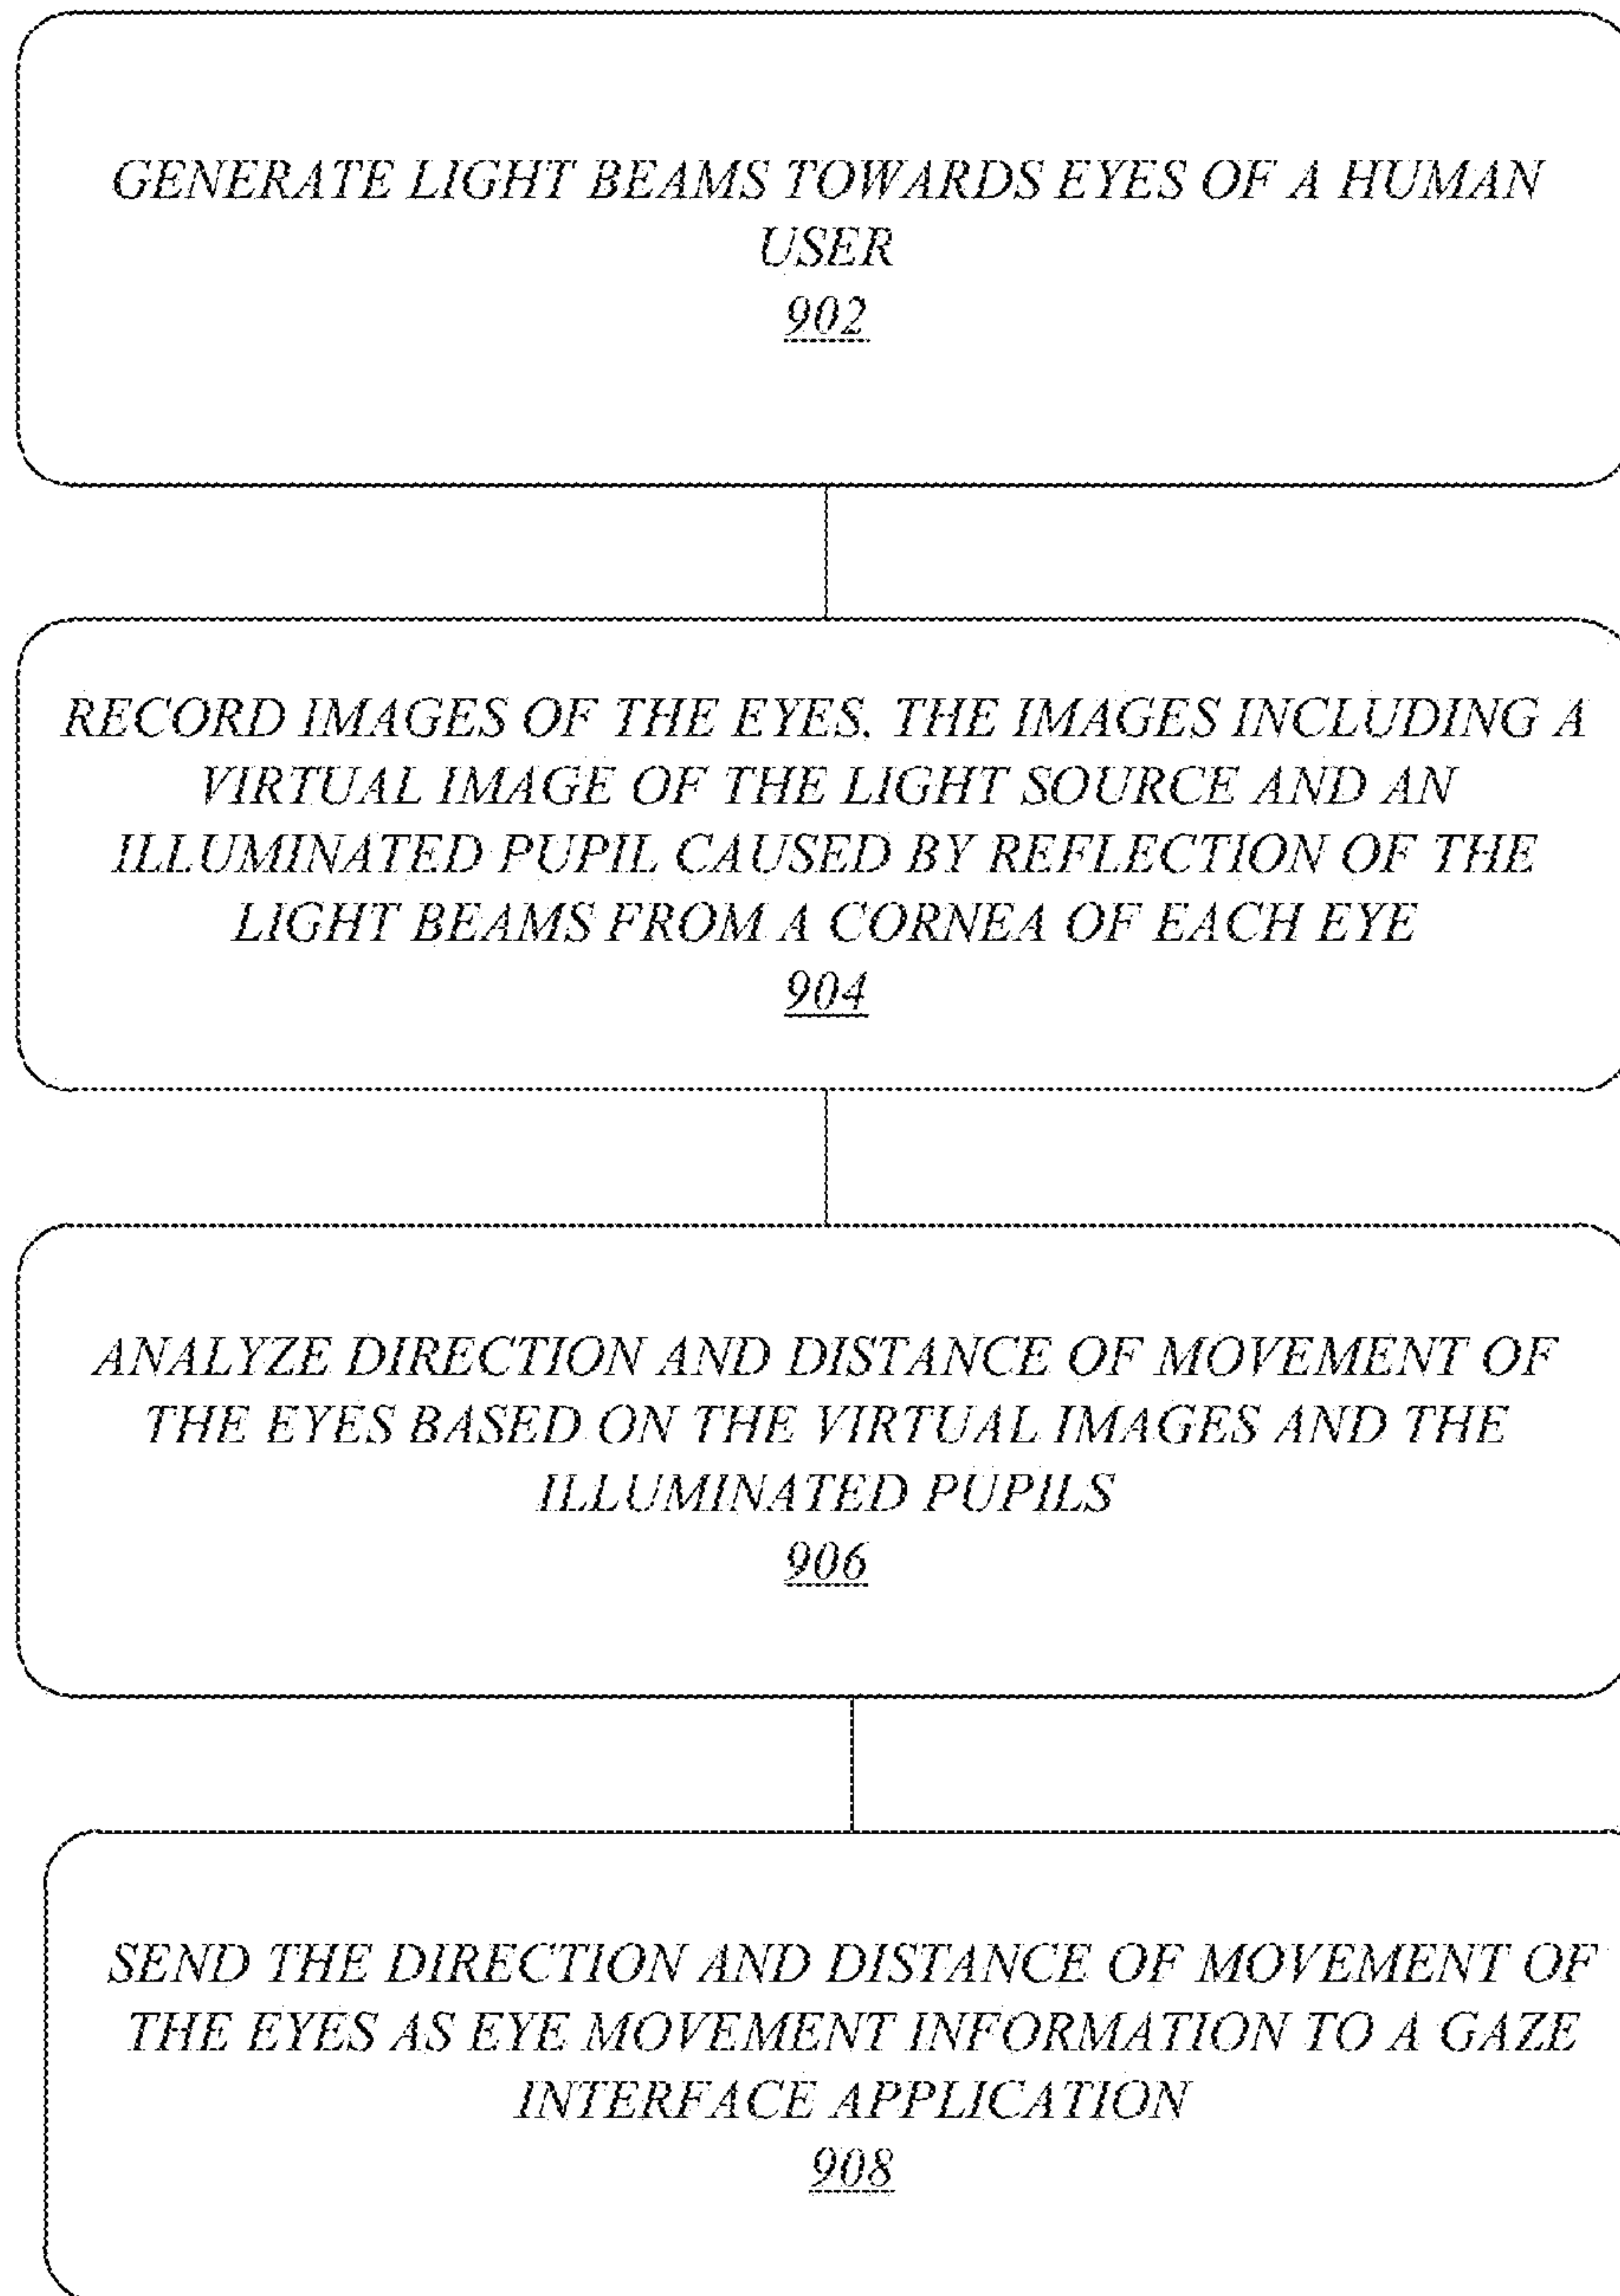 GENERATE LIGHT BEAMS TOWARDS EYES OF A HUMAN
USER
902
RECORD IMAGES OF THE EYES, THE IMAGES INCLUDING A
VIRTUAL IMAGE OF THE LIGHT SOURCE AND AN
ILLUMINATED PUPIL CAUSED BY REFLECTION OF THE
LIGHT BEAMS FROM A CORNEA OF EACH EYE
904
ANALYZE DIRECTION AND DISTANCE OF MOVEMENT OF
THE EYES BASED ON THE VIRTUAL IMAGES AND THE
ILLUMINATED PUPILS
906
SEND THE DIRECTION AND DISTANCE OF MOVEMENT OF
THE EYES AS EYE MOVEMENT INFORMATION TO A GAZE
INTERFACE APPLICATION
908